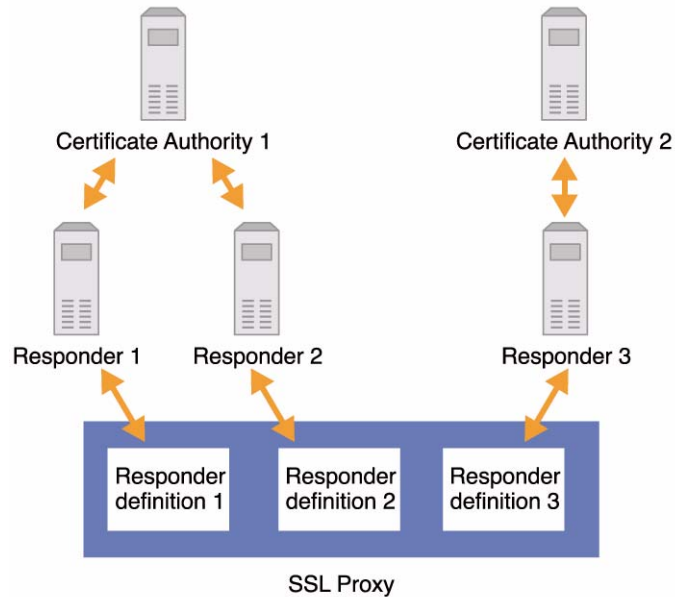 Certificate Authority 1
Certificate Authority 2
Responder 1
Responder 2
Responder 3
Responder
definition 1
Responder
definition 2
Responder
definition 3
SSL Proxy